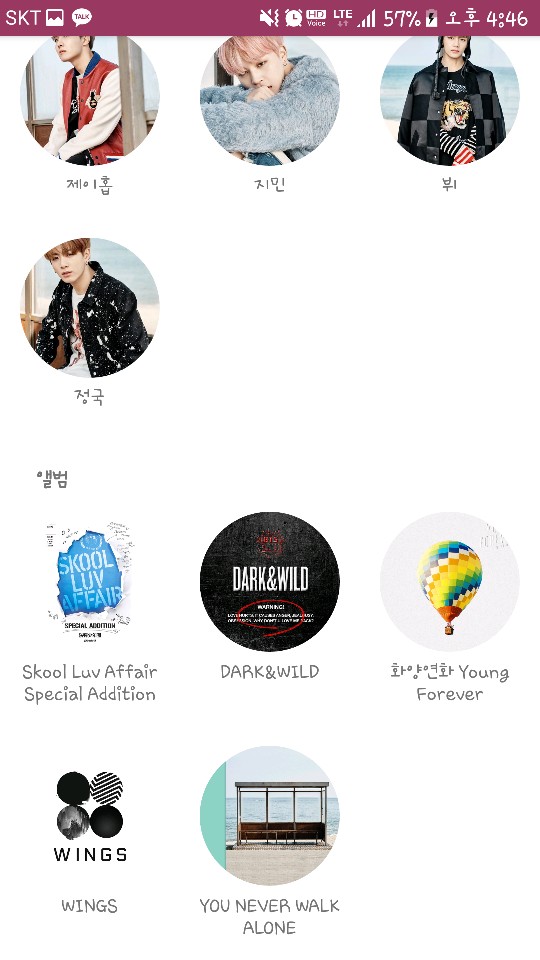 SKT TALK HD Voice LTE 57% 오후 4:46
제이홉 지민 뷔
정국
앨범
SKOOL
LUV
AFFAIR
SPECIAL ADDITION
DARK&WILD
WARNING!
Skool Luv Affair
Special Addition
DARK&WILD
화양연화 Young
Forever
WINGS
WINGS
YOU NEVER WALK
ALONE